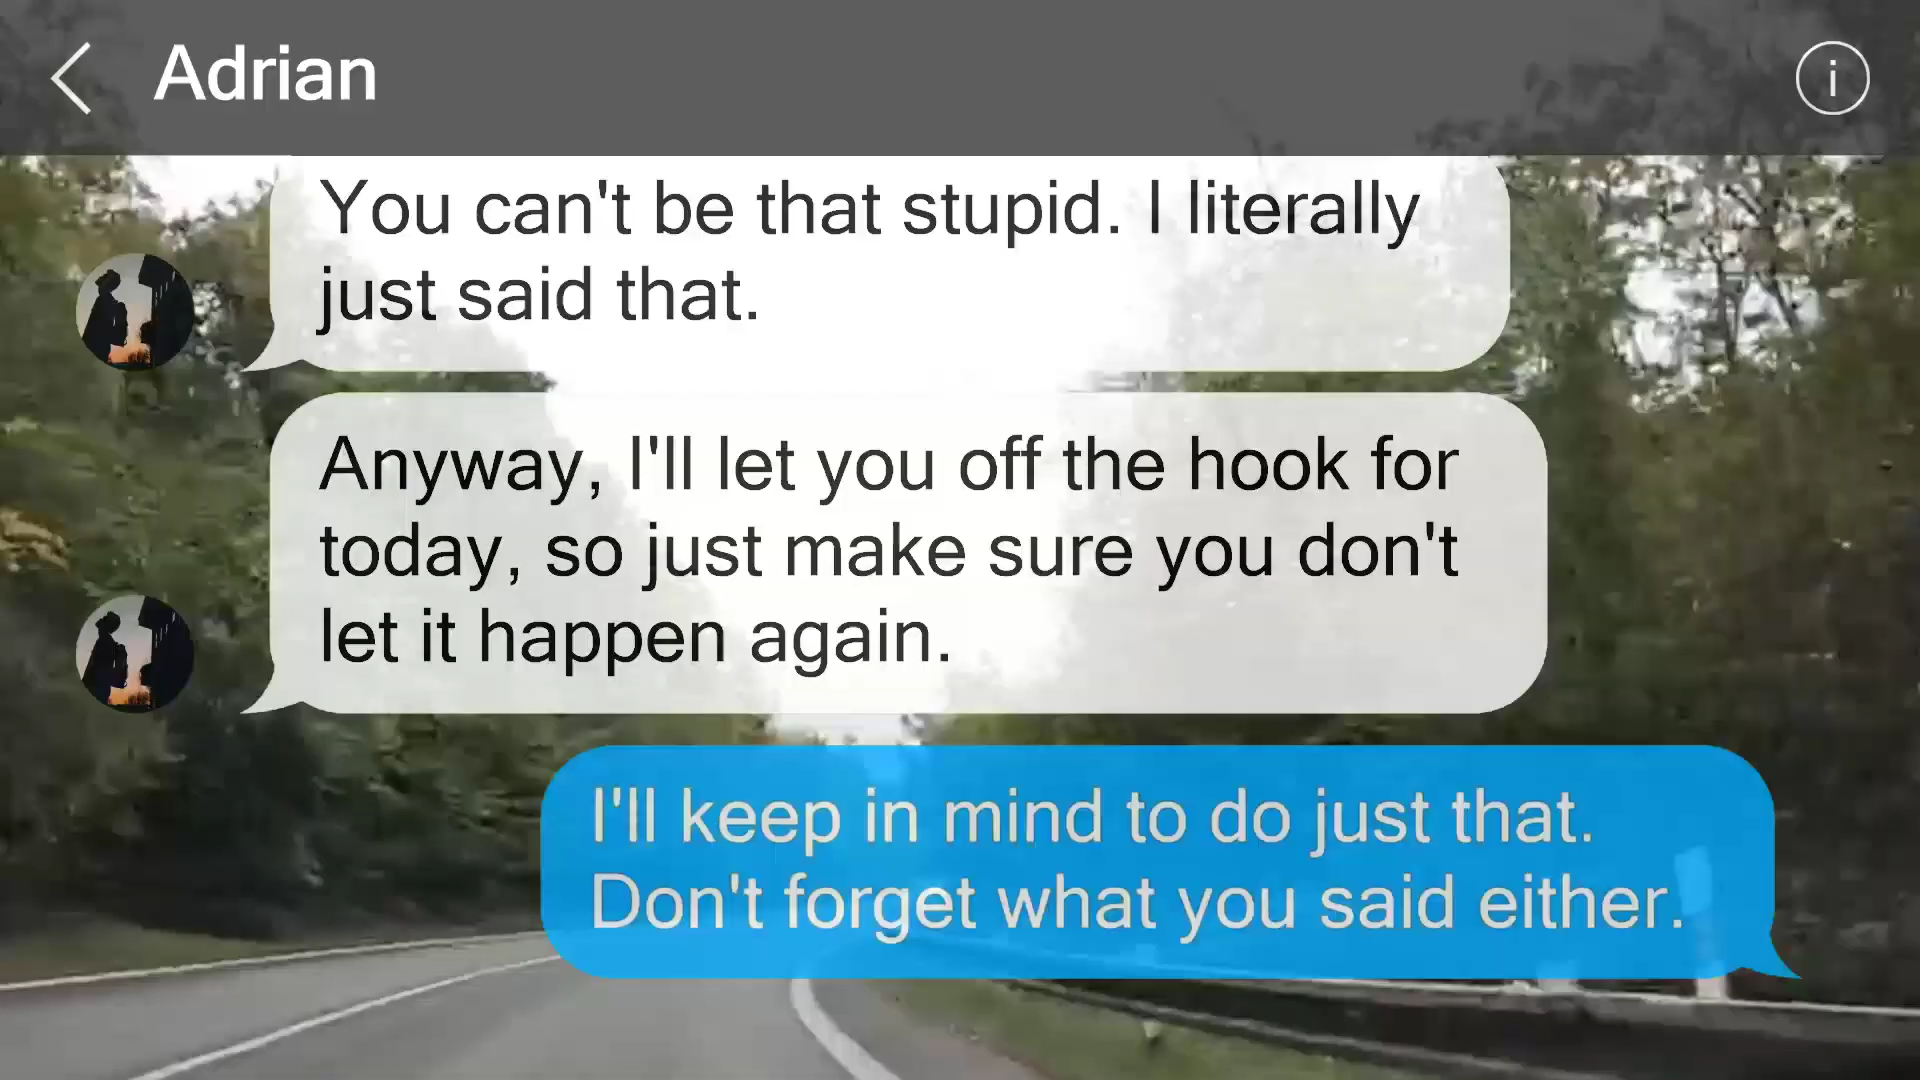 Adrian
You can't be that stupid. I literally
just said that.
Anyway, I'll let you off the hook for
today, so just make sure you don't
let it happen again.
I'll keep in mind to do just that.
Don't forget what you said either.